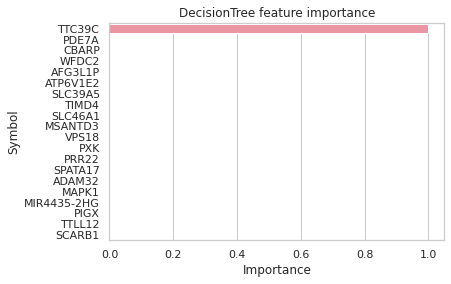 DecisionTree feature importance
Symbol
TTC39C
PDE7A
CBARP
WFDC2
AFG3L1P
ATP6V1E2
SLC39A5
TIMD4
SLC46A1
MSANTD3
VPS18
PXK
PRR22
SPATA17
ADAM32
MAPK1
MIR4435-2HG
PIGX
TTLL12
SCARB1
0.0 0.2 0.4 0.6 0.8 1.0
Importance